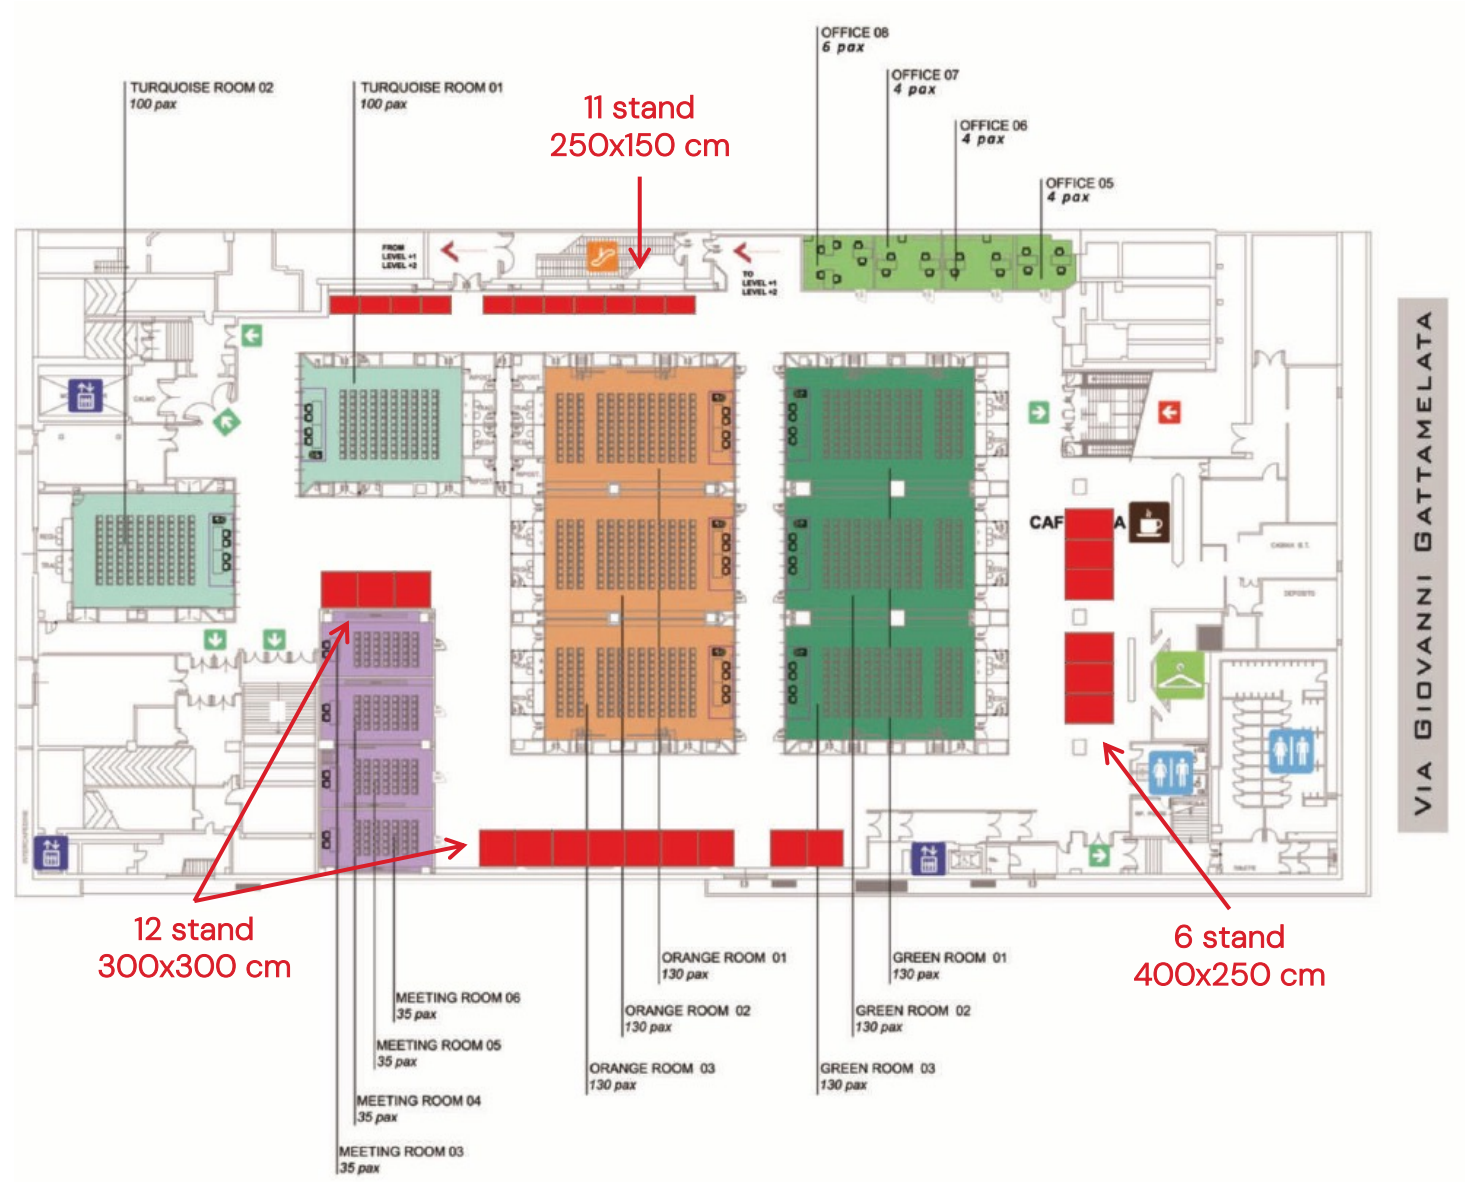 OFFICE 08
6 pax
OFFICE 07
4 pax
OFFICE 06
4 pax
OFFICE 05
4 pax
TURQUOISE ROOM 02
100 pax
TURQUOISE ROOM 01
100 pax
11 stand
250x150 cm
FROM
LEVEL +1
LEVEL +2
TO
LEVEL +1
LEVEL +2
CAF
A
CABINA B.T.
DEPOSITO
VIA GIOVANNI GATTAMELATA
12 stand
300x300 cm
6 stand
400x250 cm
ORANGE ROOM 01
130 pax
GREEN ROOM 01
130 pax
MEETING ROOM 06
35 pax
ORANGE ROOM 02
130 pax
GREEN ROOM 02
130 pax
MEETING ROOM 05
35 pax
ORANGE ROOM 03
130 pax
GREEN ROOM 03
130 pax
MEETING ROOM 04
35 pax
MEETING ROOM 03
35 pax